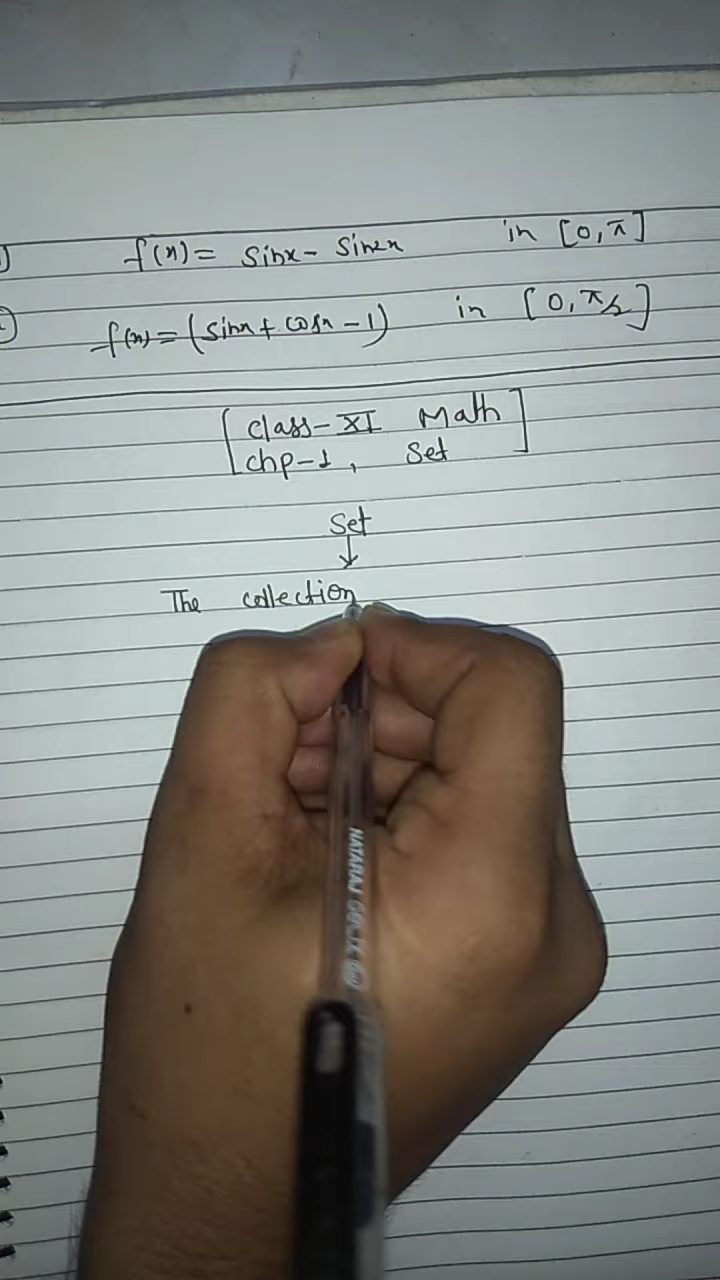 f(x) = sinx - sin2x in [0, π]
f(x) = (sinx + cosx - 1) in [0, π/2]
[class-XI Math
chp-1, Set]
Set
↓
The collection
NATARAJ